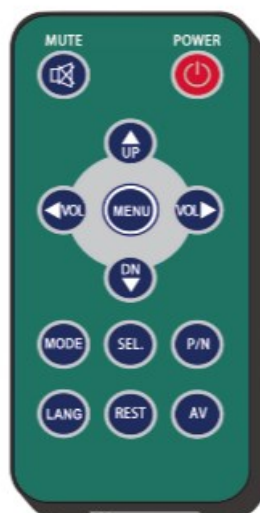 MUTE POWER
UP
VOL MENU VOL
DN
MODE SEL. P/N
LANG REST AV